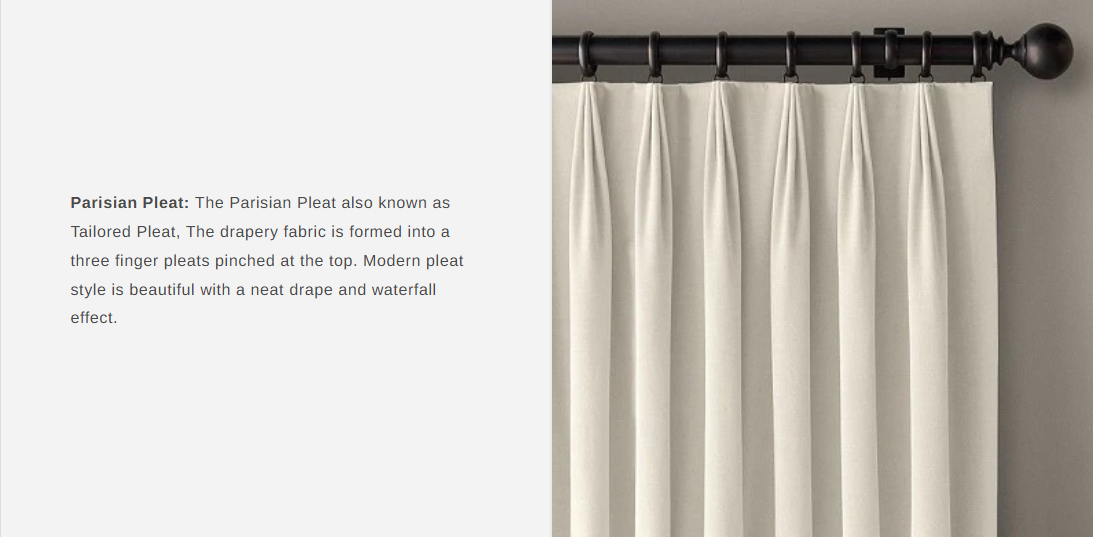 Parisian Pleat: The Parisian Pleat also known as
Tailored Pleat, The drapery fabric is formed into a
three finger pleats pinched at the top. Modern pleat
style is beautiful with a neat drape and waterfall
effect.